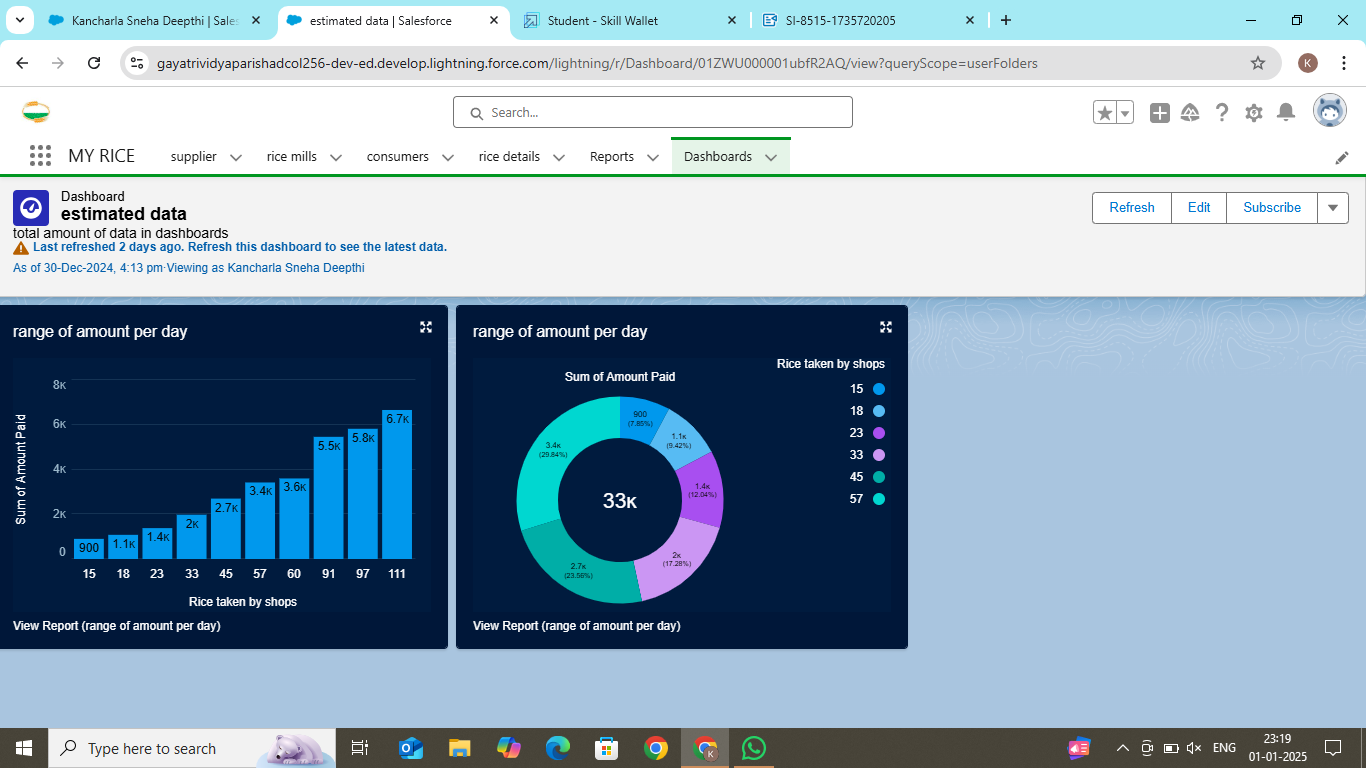 Kancharla Sneha Deepthi | Sales
estimated data | Salesforce
Student - Skill Wallet
SI-8515-1735720205
gayatrividyaparishadcol256-dev-ed.develop.lightning.force.com/lightning/r/Dashboard/01ZWU000001ubfR2AQ/view?queryScope=userFolders
K
Search...
MY RICE
supplier
rice mills
consumers
rice details
Reports
Dashboards
Dashboard
estimated data
total amount of data in dashboards
Last refreshed 2 days ago. Refresh this dashboard to see the latest data.
As of 30-Dec-2024, 4:13 pm·Viewing as Kancharla Sneha Deepthi
Refresh
Edit
Subscribe
range of amount per day
Sum of Amount Paid
8K
6K
4K
2K
0
900
1.1K
1.4K
2K
2.7K
3.4K
3.6K
5.5K
5.8K
6.7K
15 18 23 33 45 57 60 91 97 111
Rice taken by shops
View Report (range of amount per day)
range of amount per day
Sum of Amount Paid
900
(7.85%)
1.1K
(9.42%)
1.4K
(12.04%)
2K
(17.28%)
2.7K
(23.56%)
3.4K
(29.84%)
33K
Rice taken by shops
15
18
23
33
45
57
View Report (range of amount per day)
Type here to search
K
ENG
23:19
01-01-2025